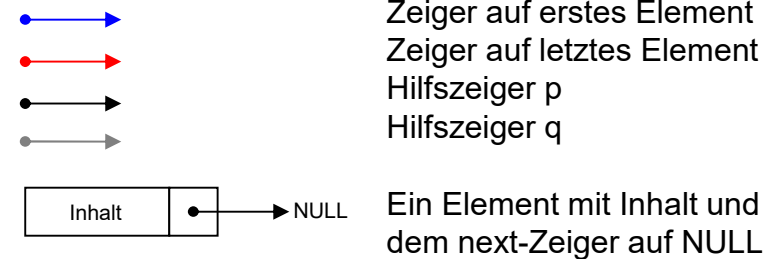 Zeiger auf erstes Element
Zeiger auf letztes Element
Hilfszeiger p
Hilfszeiger q
Inhalt
NULL
Ein Element mit Inhalt und
dem next-Zeiger auf NULL